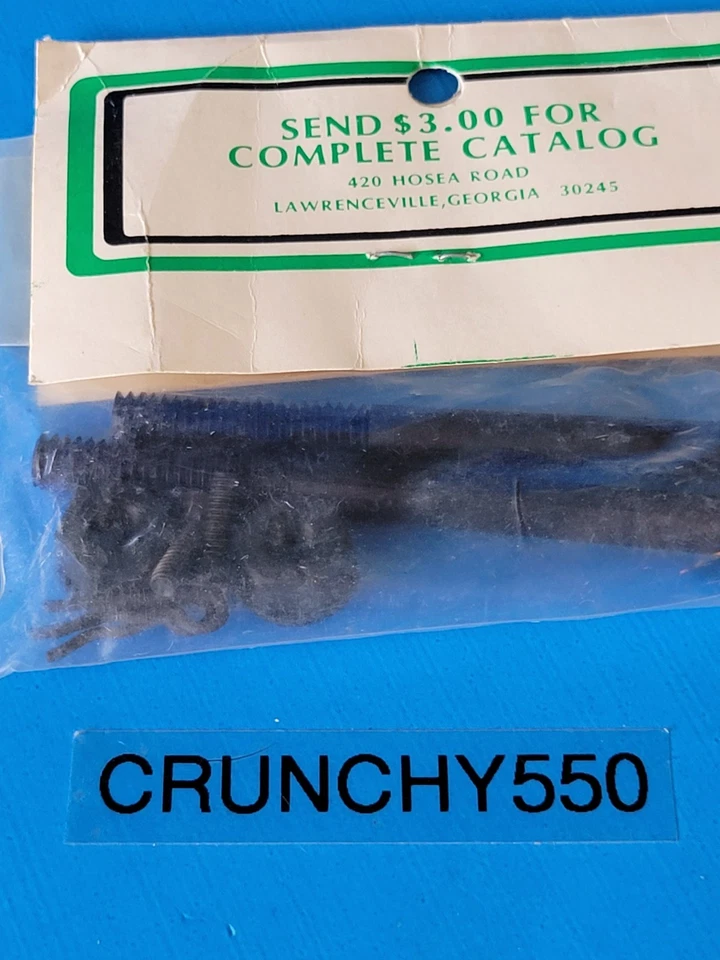 SEND $3.00 FOR
COMPLETE CATALOG
420 HOSEA ROAD
LAWRENCEVILLE,GEORGIA 30245
CRUNCHY550